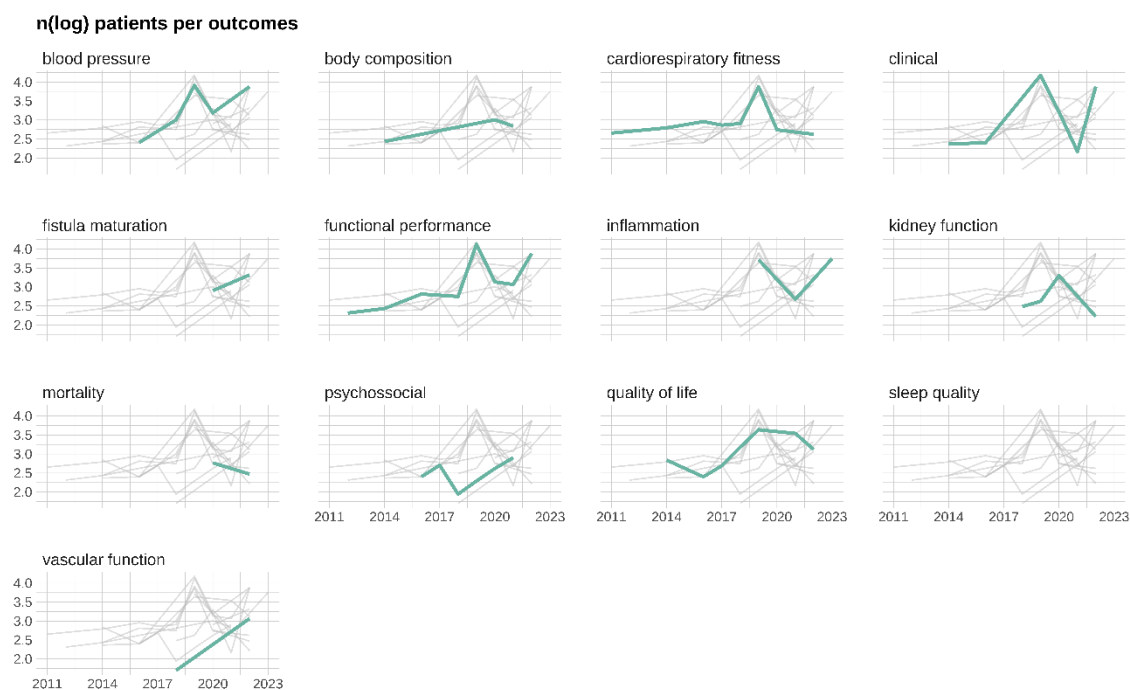 n(log) patients per outcomes
blood pressure body composition cardiorespiratory fitness clinical
4.0
3.5
3.0
2.5
2.0
fistula maturation functional performance inflammation kidney function
4.0
3.5
3.0
2.5
2.0
mortality psychossocial quality of life sleep quality
4.0
3.5
3.0
2.5
2.0
2011 2014 2017 2020 2023 2011 2014 2017 2020 2023 2011 2014 2017 2020 2023
vascular function
4.0
3.5
3.0
2.5
2.0
2011 2014 2017 2020 2023